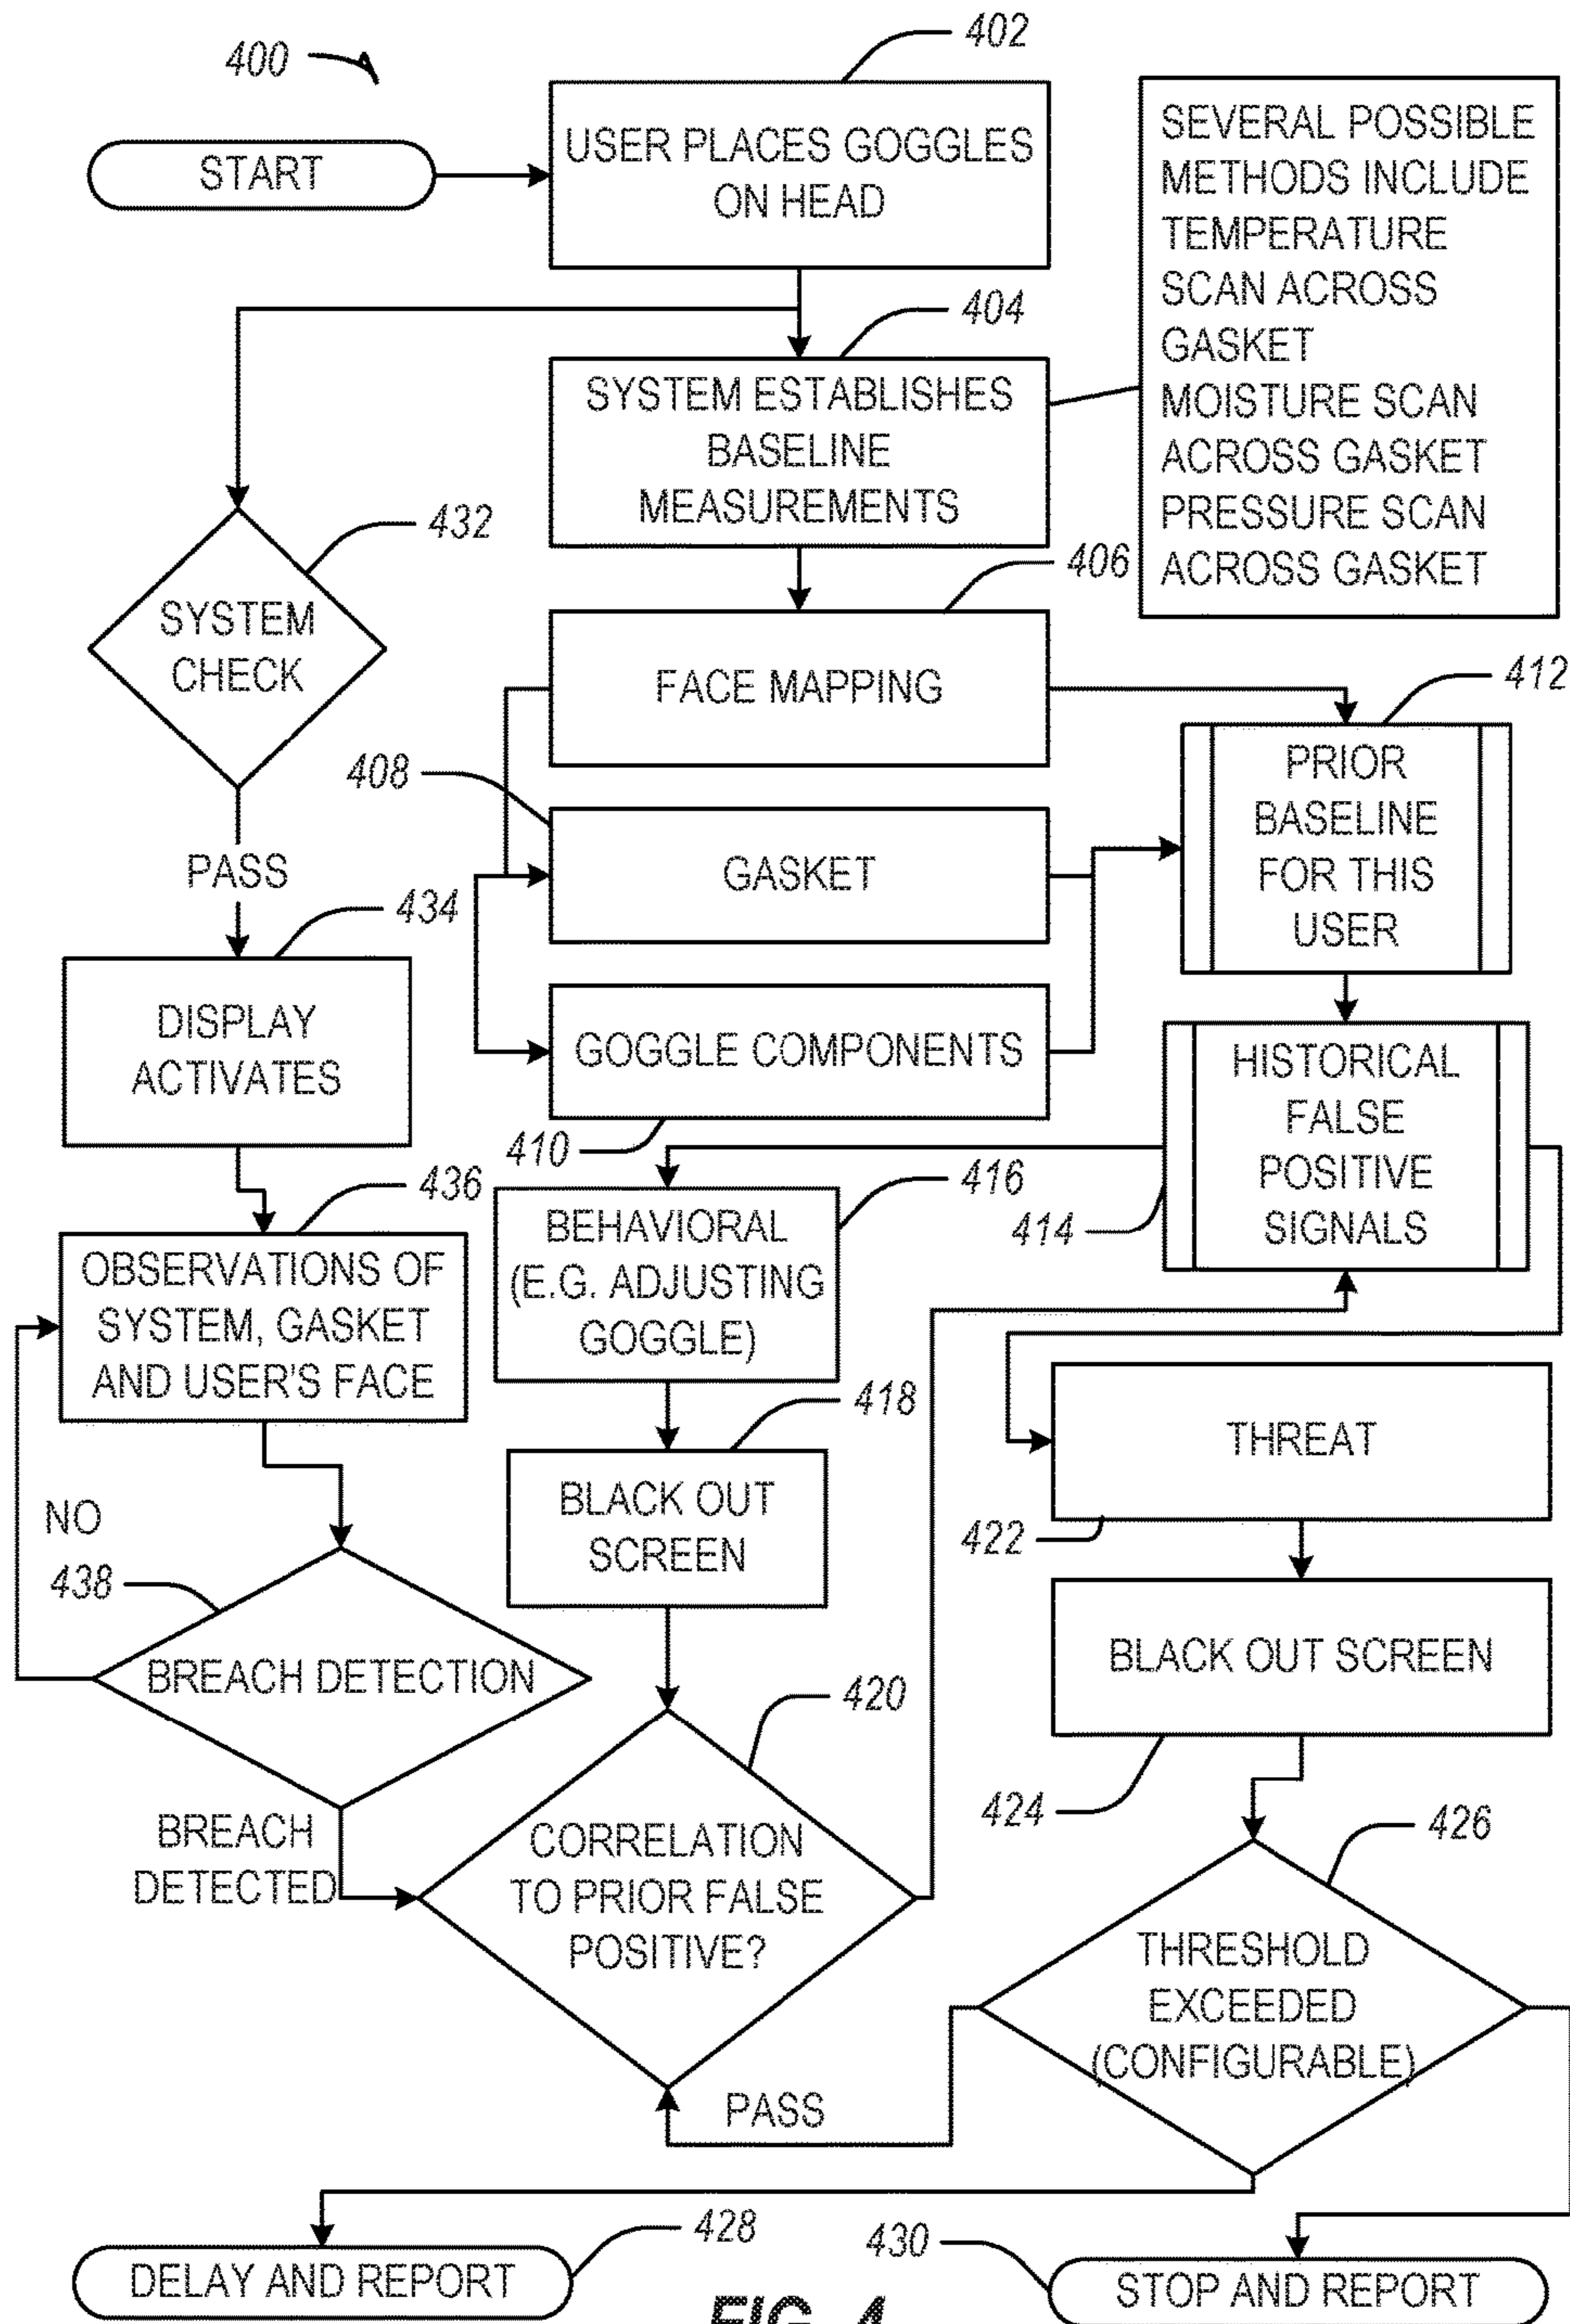 400
402
START
USER PLACES GOGGLES
ON HEAD
SEVERAL POSSIBLE
METHODS INCLUDE
TEMPERATURE
SCAN ACROSS
GASKET
MOISTURE SCAN
ACROSS GASKET
PRESSURE SCAN
ACROSS GASKET
404
SYSTEM ESTABLISHES
BASELINE
MEASUREMENTS
432
SYSTEM
CHECK
406
FACE MAPPING
412
PRIOR
BASELINE
FOR THIS
USER
408
GASKET
PASS
434
DISPLAY
ACTIVATES
GOGGLE COMPONENTS
410
HISTORICAL
FALSE
POSITIVE
SIGNALS
414
436
OBSERVATIONS OF
SYSTEM, GASKET
AND USER'S FACE
416
BEHAVIORAL
(E.G. ADJUSTING
GOGGLE)
418
BLACK OUT
SCREEN
THREAT
422
NO
438
BREACH DETECTION
BLACK OUT SCREEN
424
420
BREACH
DETECTED
CORRELATION
TO PRIOR FALSE
POSITIVE?
426
THRESHOLD
EXCEEDED
(CONFIGURABLE)
PASS
428
DELAY AND REPORT
430
STOP AND REPORT
FIG. 4